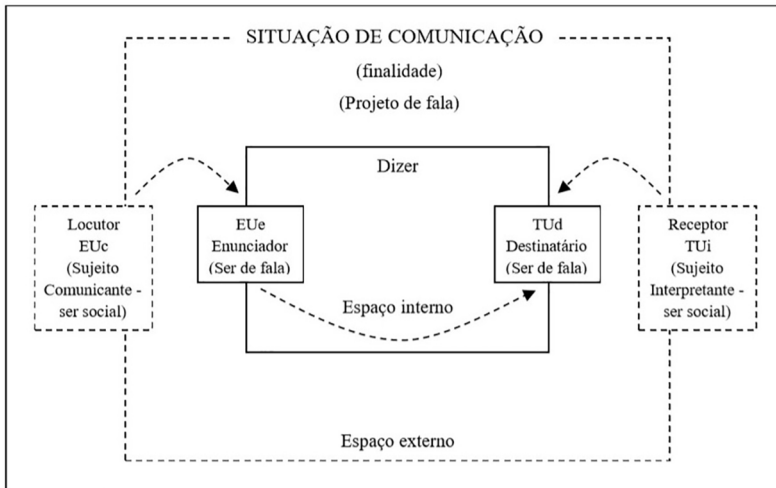 SITUAÇÃO DE COMUNICAÇÃO
(finalidade)
(Projeto de fala)
Dizer
Locutor
EUc
(Sujeito
Comunicante -
ser social)
EUe
Enunciador
(Ser de fala)
TUd
Destinatário
(Ser de fala)
Receptor
TUi
(Sujeito
Interpretante -
ser social)
Espaço interno
Espaço externo